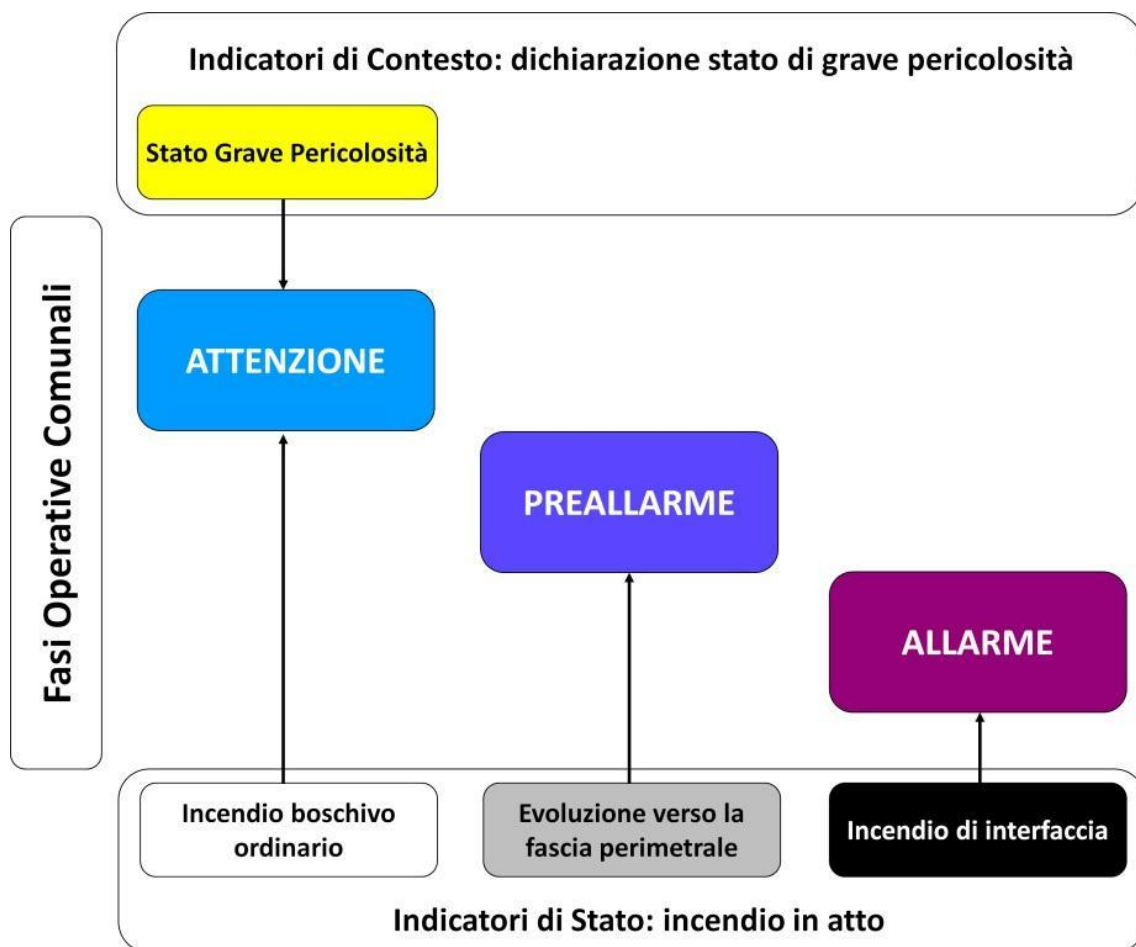 Indicatori di Contesto: dichiarazione stato di grave pericolosità
Stato Grave Pericolosità
Fasi Operative Comunali
ATTENZIONE
PREALLARME
ALLARME
Incendio boschivo
ordinario
Evoluzione verso la
fascia perimetrale
Incendio di interfaccia
Indicatori di Stato: incendio in atto